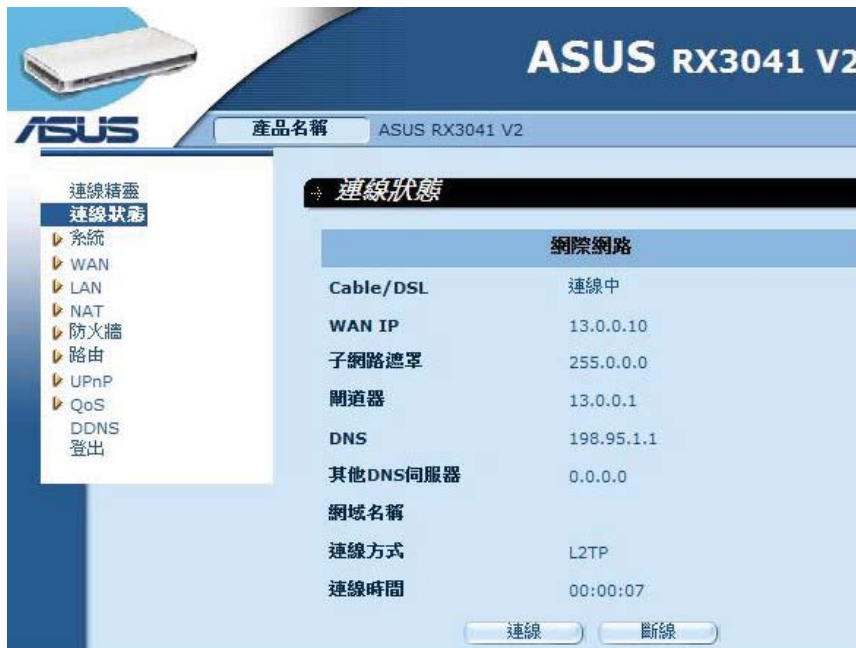 ASUS RX3041 V2
ASUS
產品名稱 ASUS RX3041 V2
連線精靈
連線狀態
系統
WAN
LAN
NAT
防火牆
路由
UPnP
QoS
DDNS
登出
連線狀態
網際網路
Cable/DSL 連線中
WAN IP 13.0.0.10
子網路遮罩 255.0.0.0
閘道器 13.0.0.1
DNS 198.95.1.1
其他DNS伺服器 0.0.0.0
網域名稱
連線方式 L2TP
連線時間 00:00:07
連線 斷線